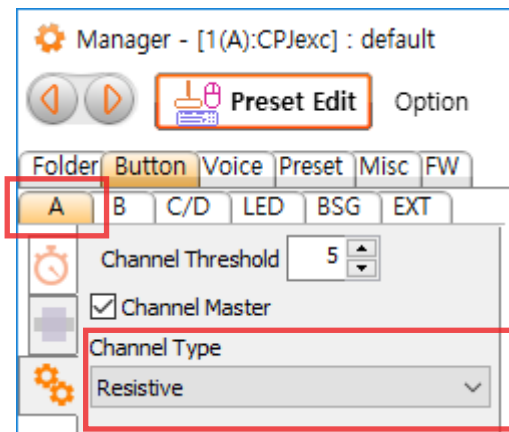 Manager - [1(A):CPJexc] : default
Preset Edit Option
Folder Button Voice Preset Misc FW
A B C/D LED BSG EXT
Channel Threshold 5
Channel Master
Channel Type
Resistive